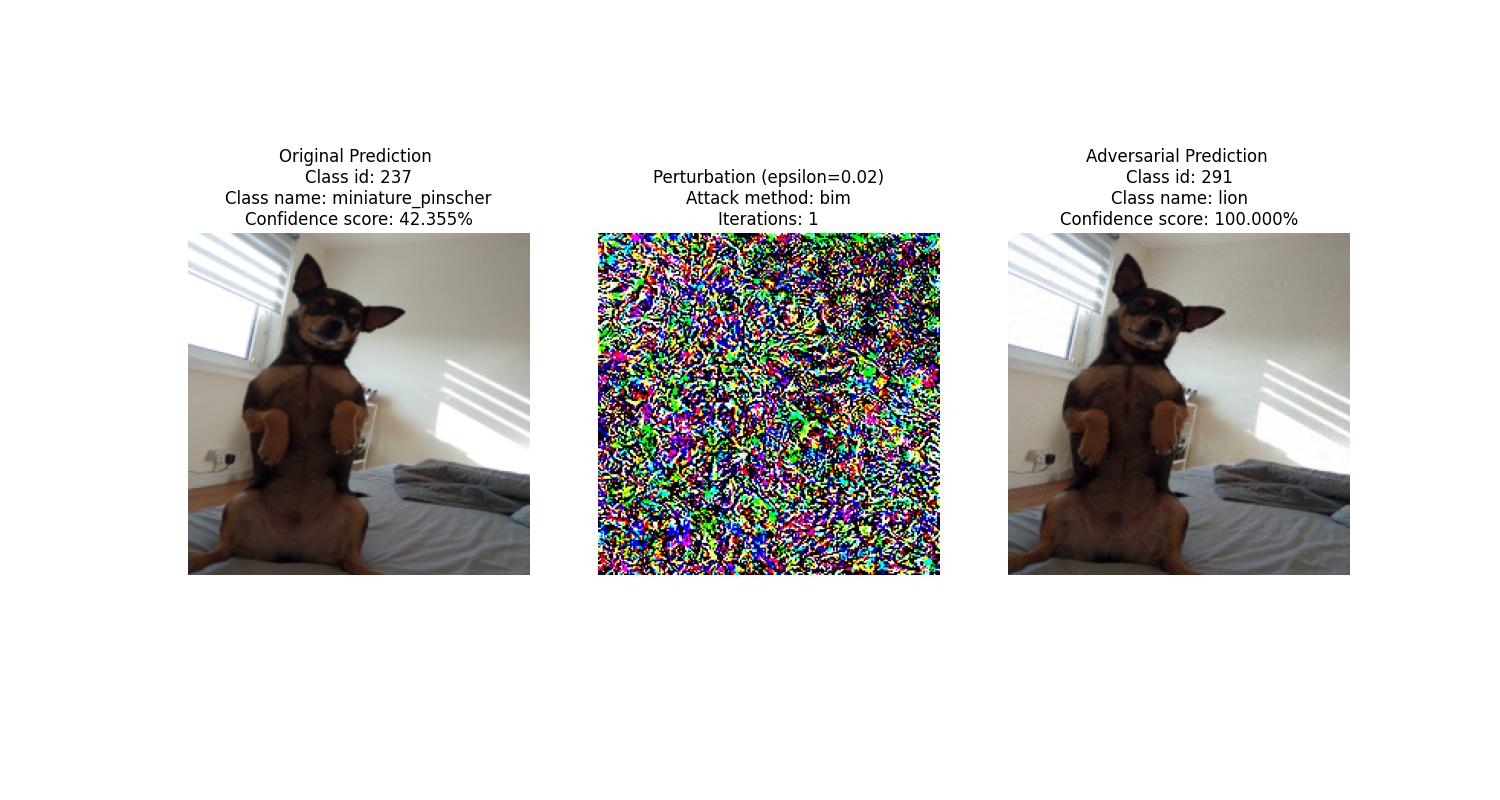 Original Prediction
Class id: 237
Class name: miniature_pinscher
Confidence score: 42.355%
Perturbation (epsilon=0.02)
Attack method: bim
Iterations: 1
Adversarial Prediction
Class id: 291
Class name: lion
Confidence score: 100.000%